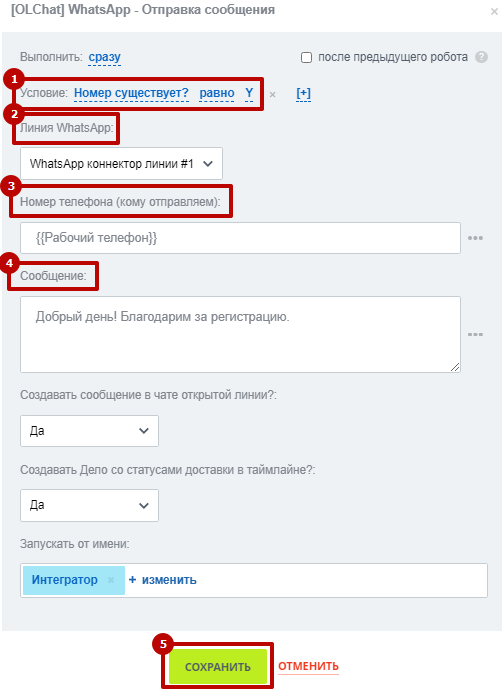 [OLChat] WhatsApp - Отправка сообщения ×
Выполнить: сразу после предыдущего робота ?
1
Условие: Номер существует? равно Y × [+]
2
Линия WhatsApp:
WhatsApp коннектор линии #1
3
Номер телефона (кому отправляем):
{{Рабочий телефон}}
4
Сообщение:
Добрый день! Благодарим за регистрацию.
Создавать сообщение в чате открытой линии?:
Да
Создавать Дело со статусами доставки в таймлайне?:
Да
Запускать от имени:
Интегратор × + изменить
5
СОХРАНИТЬ ОТМЕНИТЬ